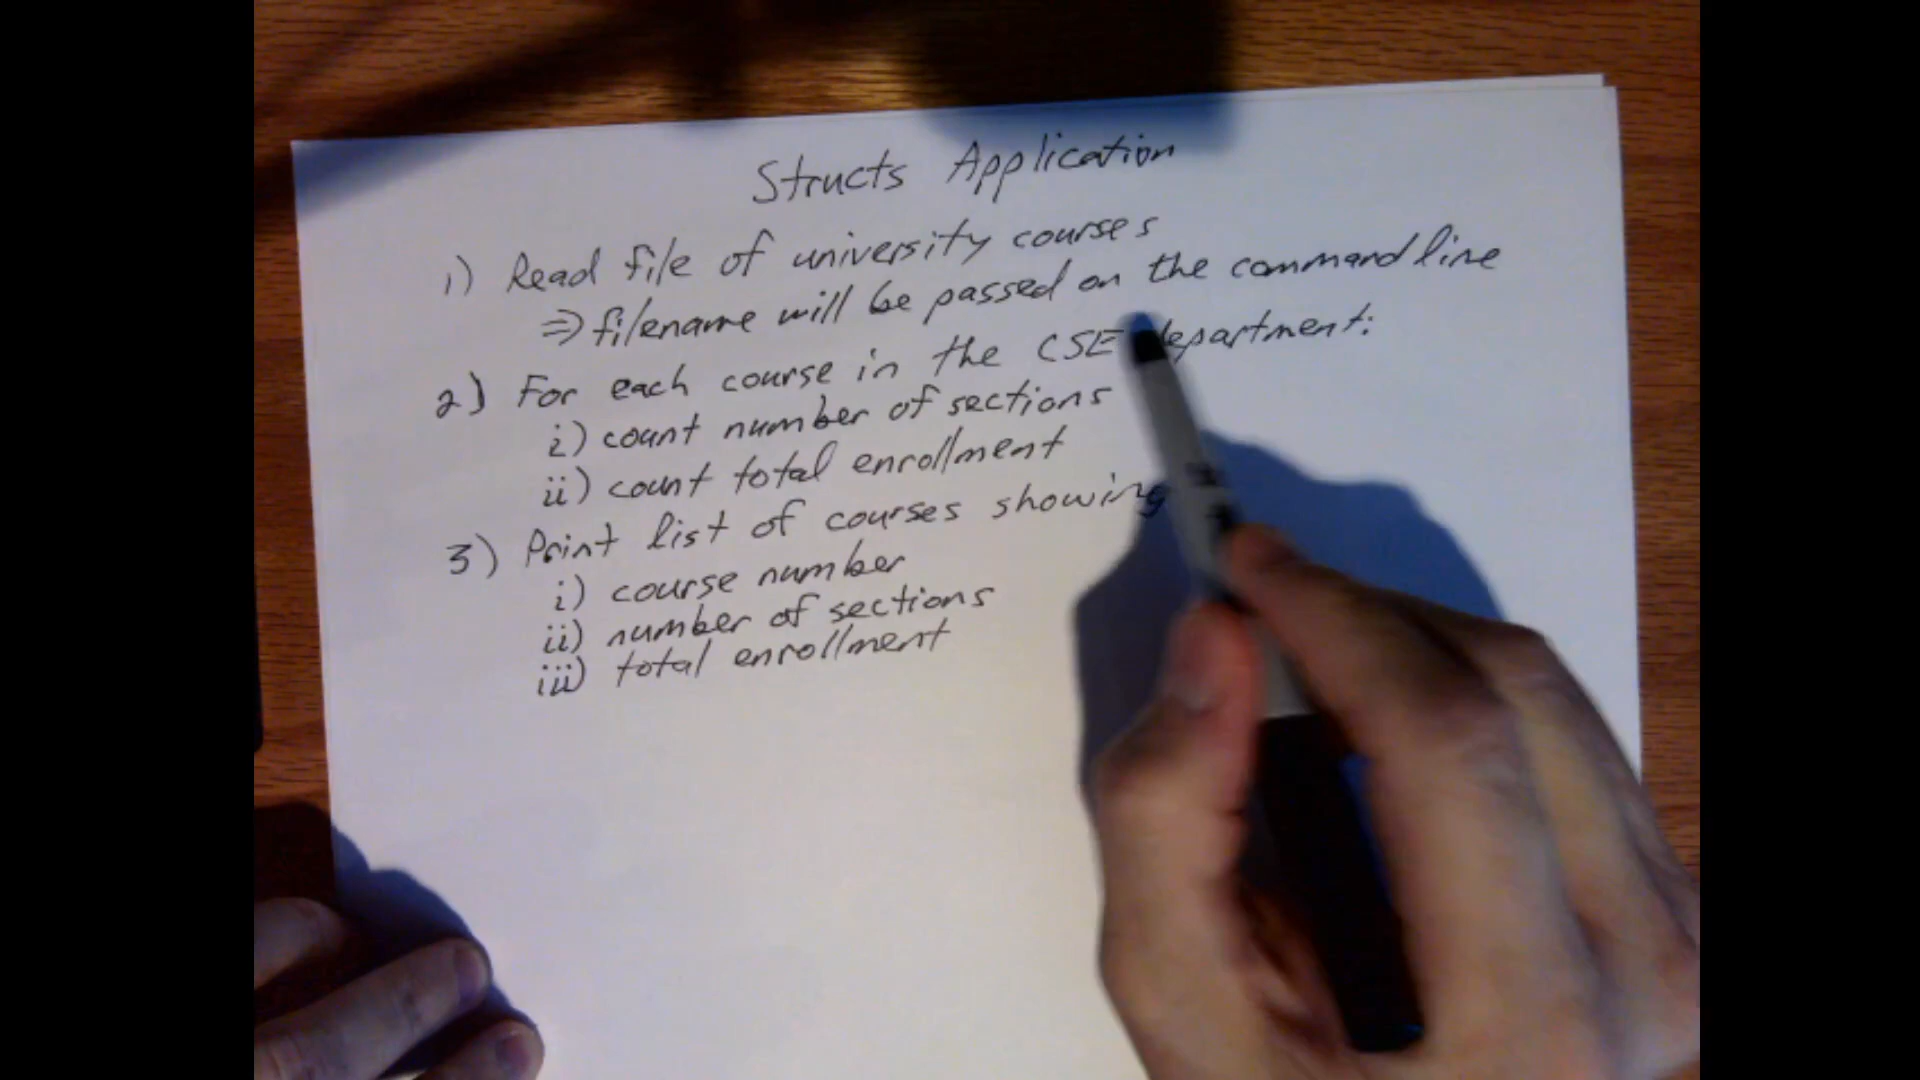 Structs Application
1) Read file of university courses
⇒ filename will be passed on the command line
2) For each course in the CSE department:
i) count number of sections
ii) count total enrollment
3) Print list of courses showing
i) course number
ii) number of sections
iii) total enrollment